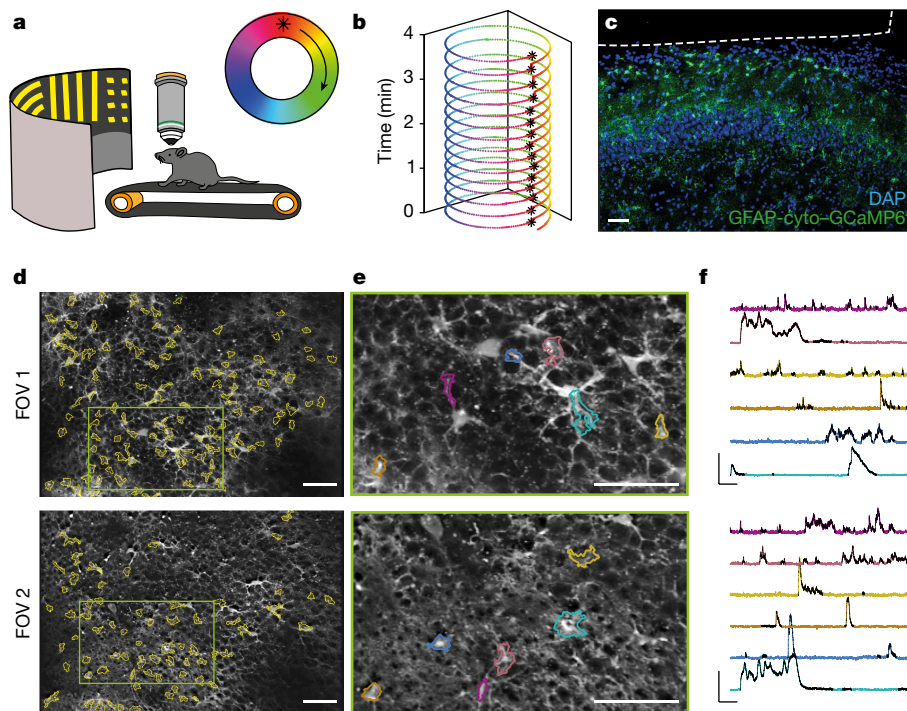 a
b
Time (min)
4
3
2
1
0
c
DAP
GFAP-cyto–GCaMP6
d
FOV 1
FOV 2
e
f